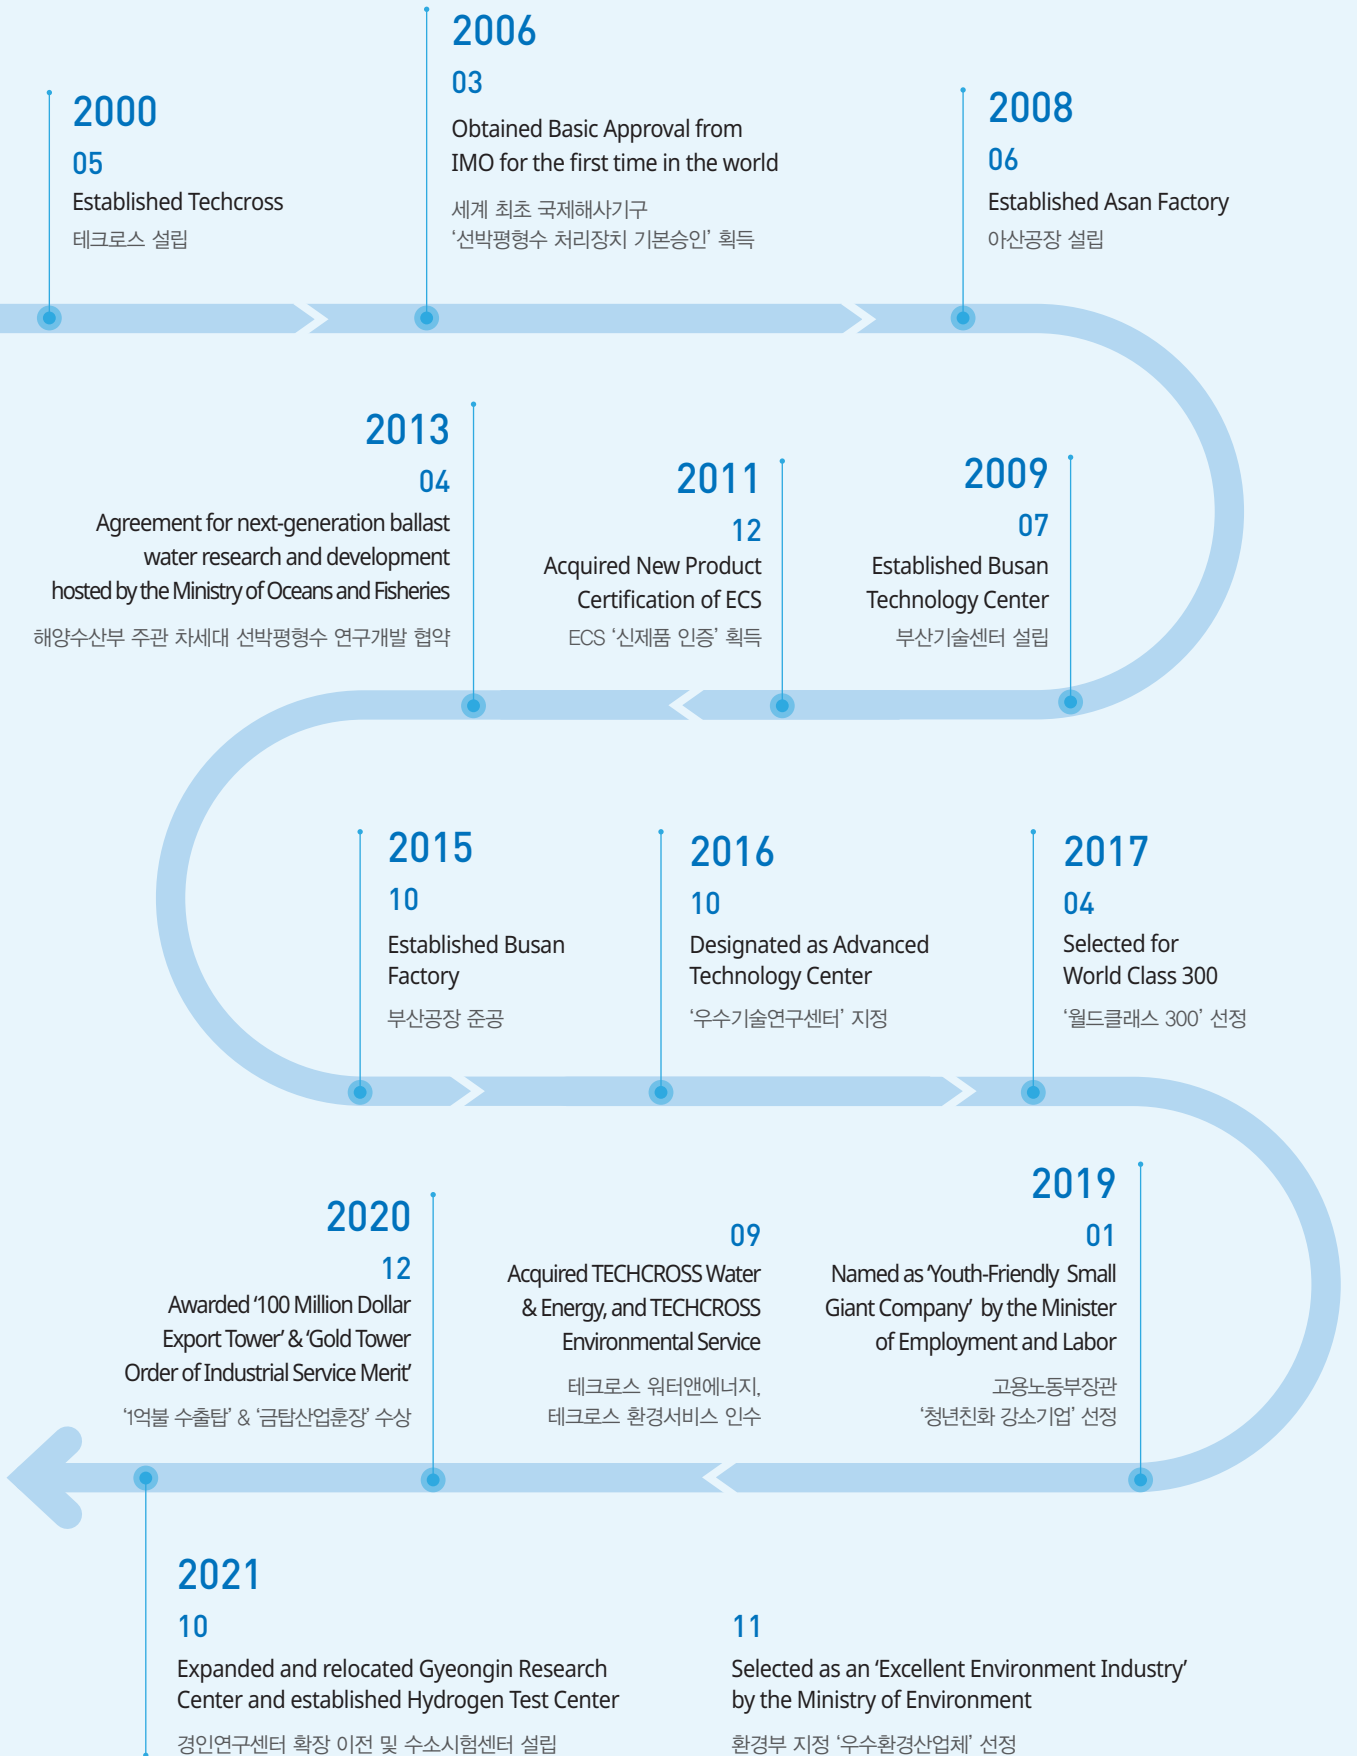 2000
05
Established Techcross
테크로스 설립
2006
03
Obtained Basic Approval from
IMO for the first time in the world
세계 최초 국제해사기구
‘선박평형수 처리장치 기본승인’ 획득
2008
06
Established Asan Factory
아산공장 설립
2009
07
Established Busan
Technology Center
부산기술센터 설립
2011
12
Acquired New Product
Certification of ECS
ECS ‘신제품 인증’ 획득
2013
04
Agreement for next-generation ballast
water research and development
hosted by the Ministry of Oceans and Fisheries
해양수산부 주관 차세대 선박평형수 연구개발 협약
2015
10
Established Busan
Factory
부산공장 준공
2016
10
Designated as Advanced
Technology Center
‘우수기술연구센터’ 지정
2017
04
Selected for
World Class 300
‘월드클래스 300’ 선정
2019
01
Named as ‘Youth-Friendly Small
Giant Company’ by the Minister
of Employment and Labor
고용노동부장관
‘청년친화 강소기업’ 선정
09
Acquired TECHCROSS Water
& Energy, and TECHCROSS
Environmental Service
테크로스 워터앤에너지,
테크로스 환경서비스 인수
2020
12
Awarded ‘100 Million Dollar
Export Tower’ & ‘Gold Tower
Order of Industrial Service Merit’
‘1억불 수출탑’ & ‘금탑산업훈장’ 수상
2021
10
Expanded and relocated Gyeongin Research
Center and established Hydrogen Test Center
경인연구센터 확장 이전 및 수소시험센터 설립
11
Selected as an ‘Excellent Environment Industry’
by the Ministry of Environment
환경부 지정 ‘우수환경산업체’ 선정